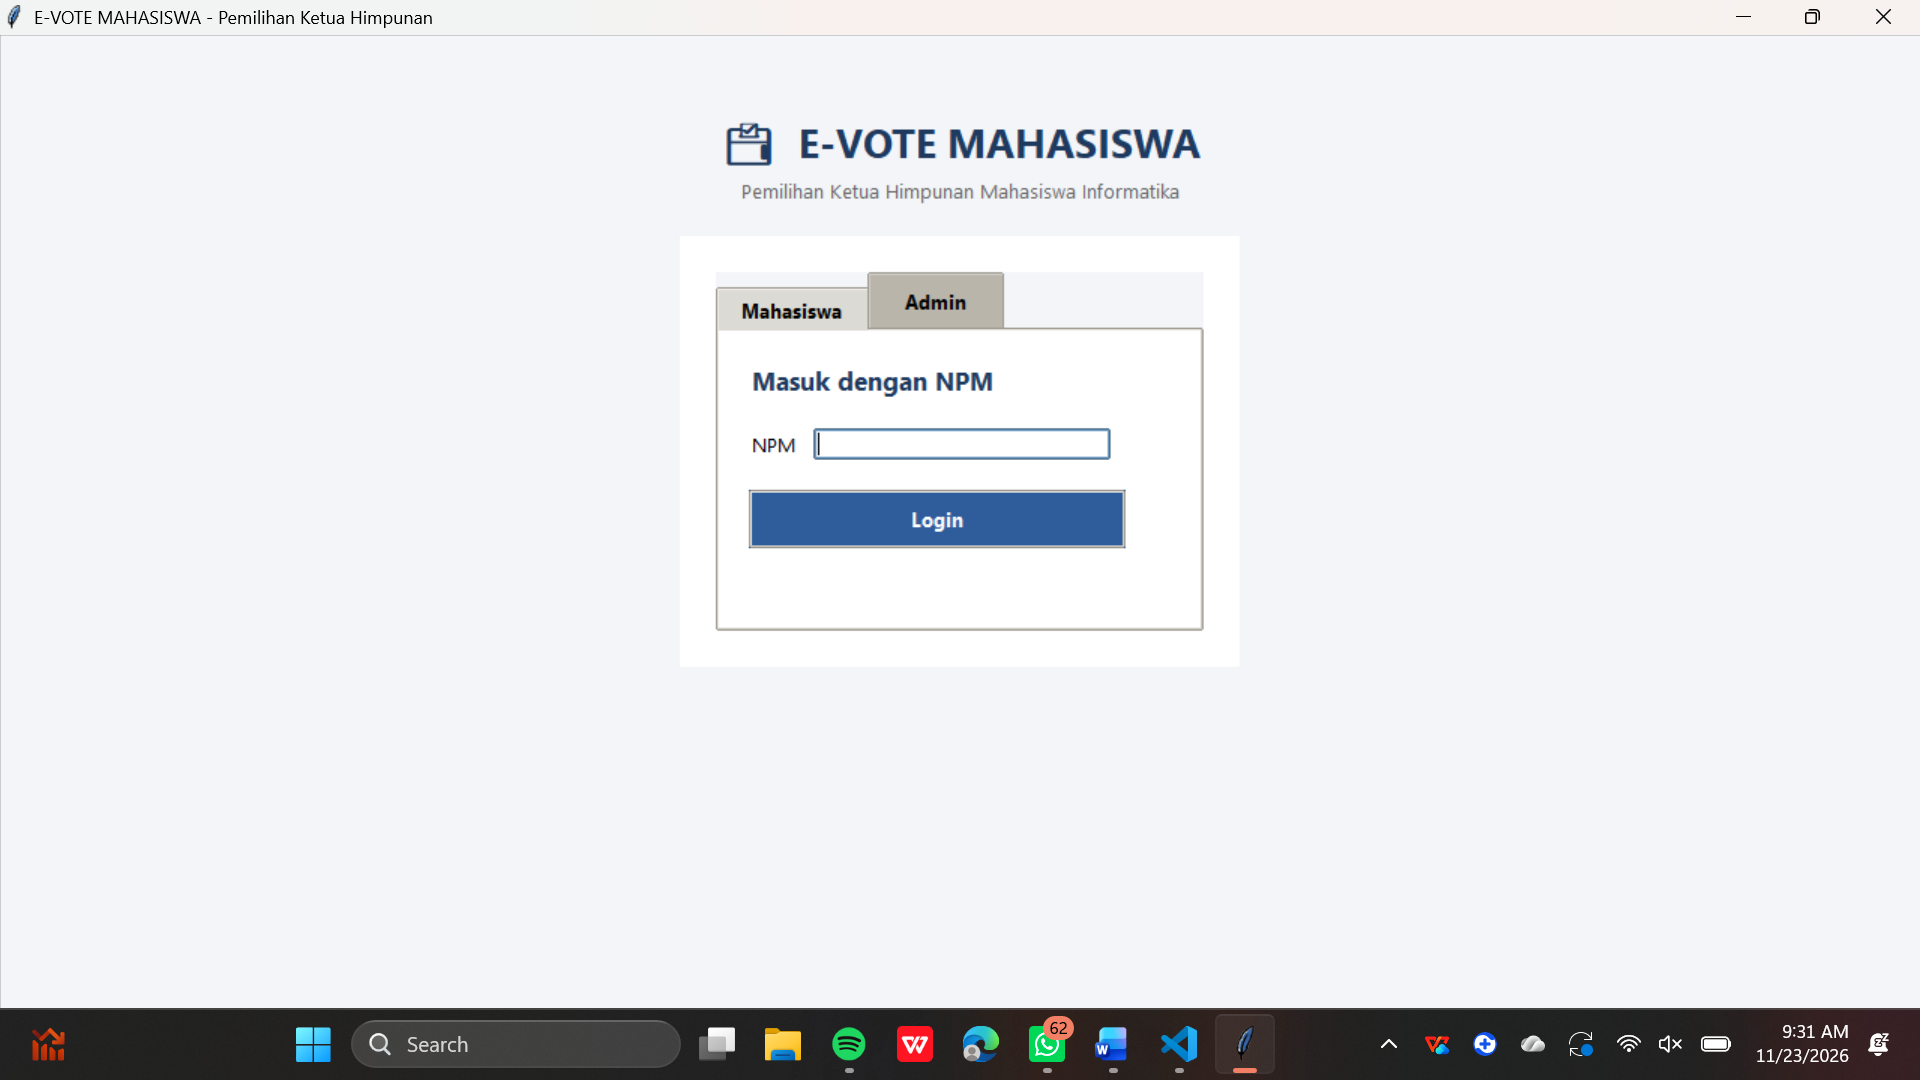 E-VOTE MAHASISWA - Pemilihan Ketua Himpunan
E-VOTE MAHASISWA
Pemilihan Ketua Himpunan Mahasiswa Informatika
Mahasiswa
Admin
Masuk dengan NPM
NPM
Login
Search
W
62
W
9:31 AM
11/23/2026